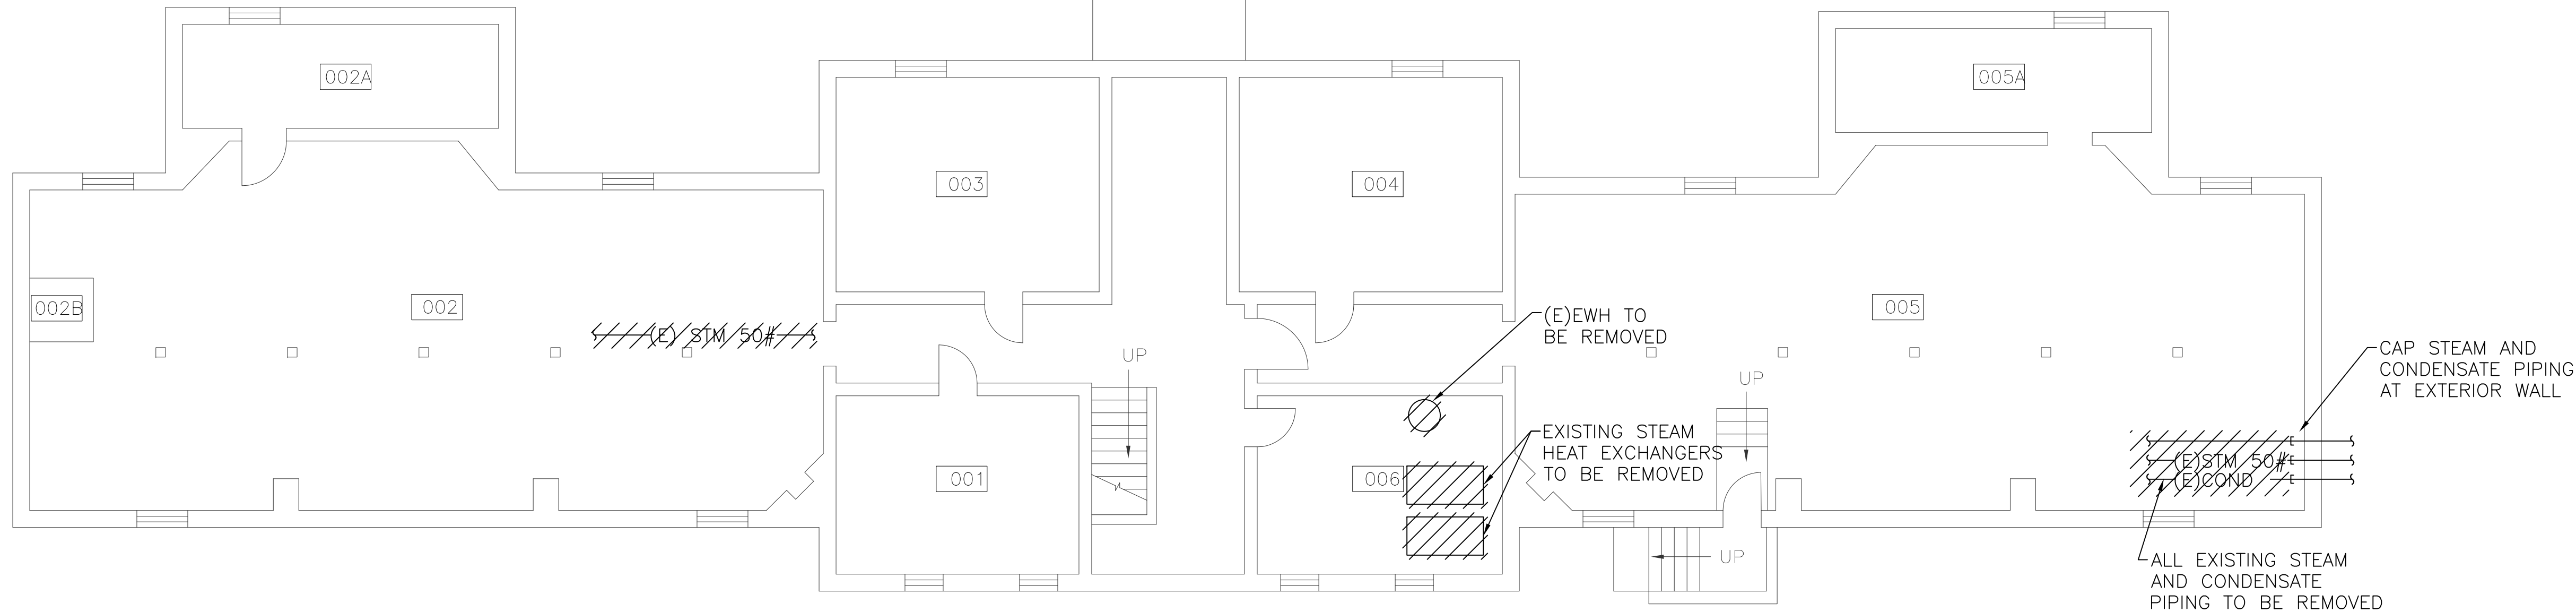 002A
005A
003
004
002B
002
005
(E) STM 50#
(E)EWH TO
BE REMOVED
UP
UP
CAP STEAM AND
CONDENSATE PIPING
AT EXTERIOR WALL
EXISTING STEAM
HEAT EXCHANGERS
TO BE REMOVED
001
006
(E)STM 50#
(E)COND
UP
ALL EXISTING STEAM
AND CONDENSATE
PIPING TO BE REMOVED